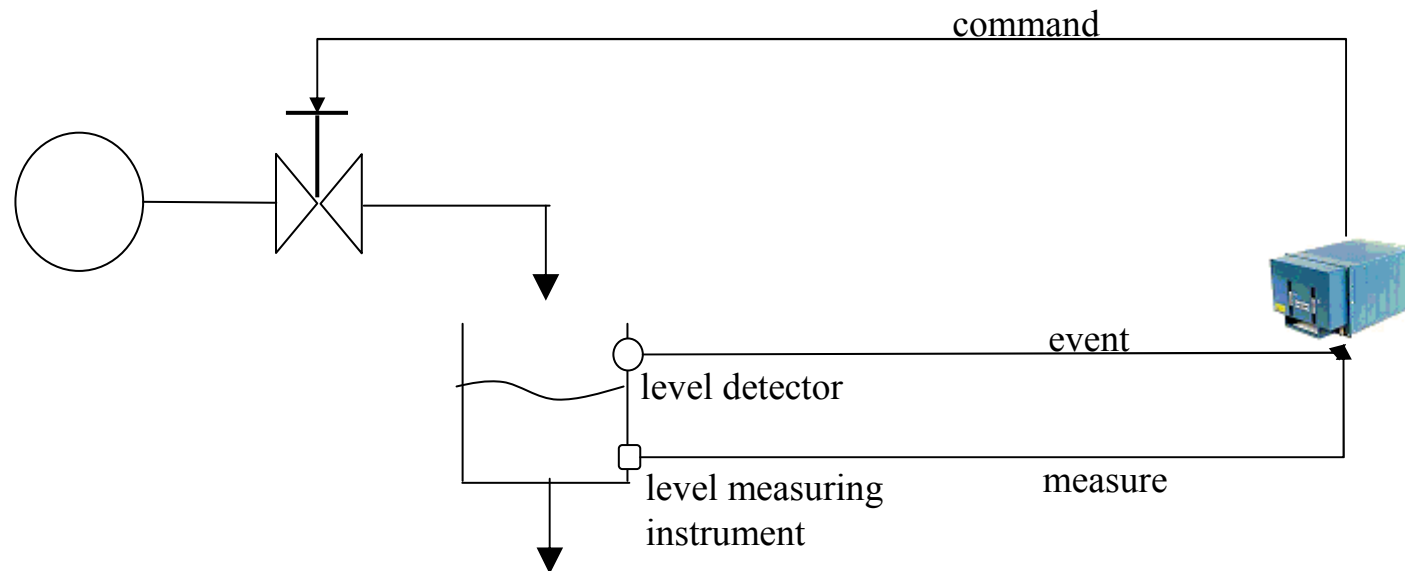 command
event
level detector
level measuring
instrument
measure